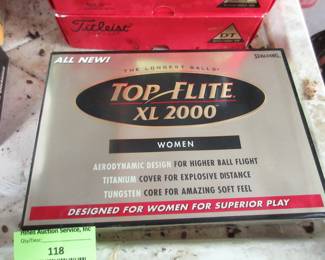 Titleist
DT
ALL NEW!
SPALDING
THE LONGEST BALLS
TOP FLITE
XL 2000
WOMEN
AERODYNAMIC DESIGN FOR HIGHER BALL FLIGHT
TITANIUM COVER FOR EXPLOSIVE DISTANCE
TUNGSTEN CORE FOR AMAZING SOFT FEEL
DESIGNED FOR WOMEN FOR SUPERIOR PLAY
Auction Service, Inc
118